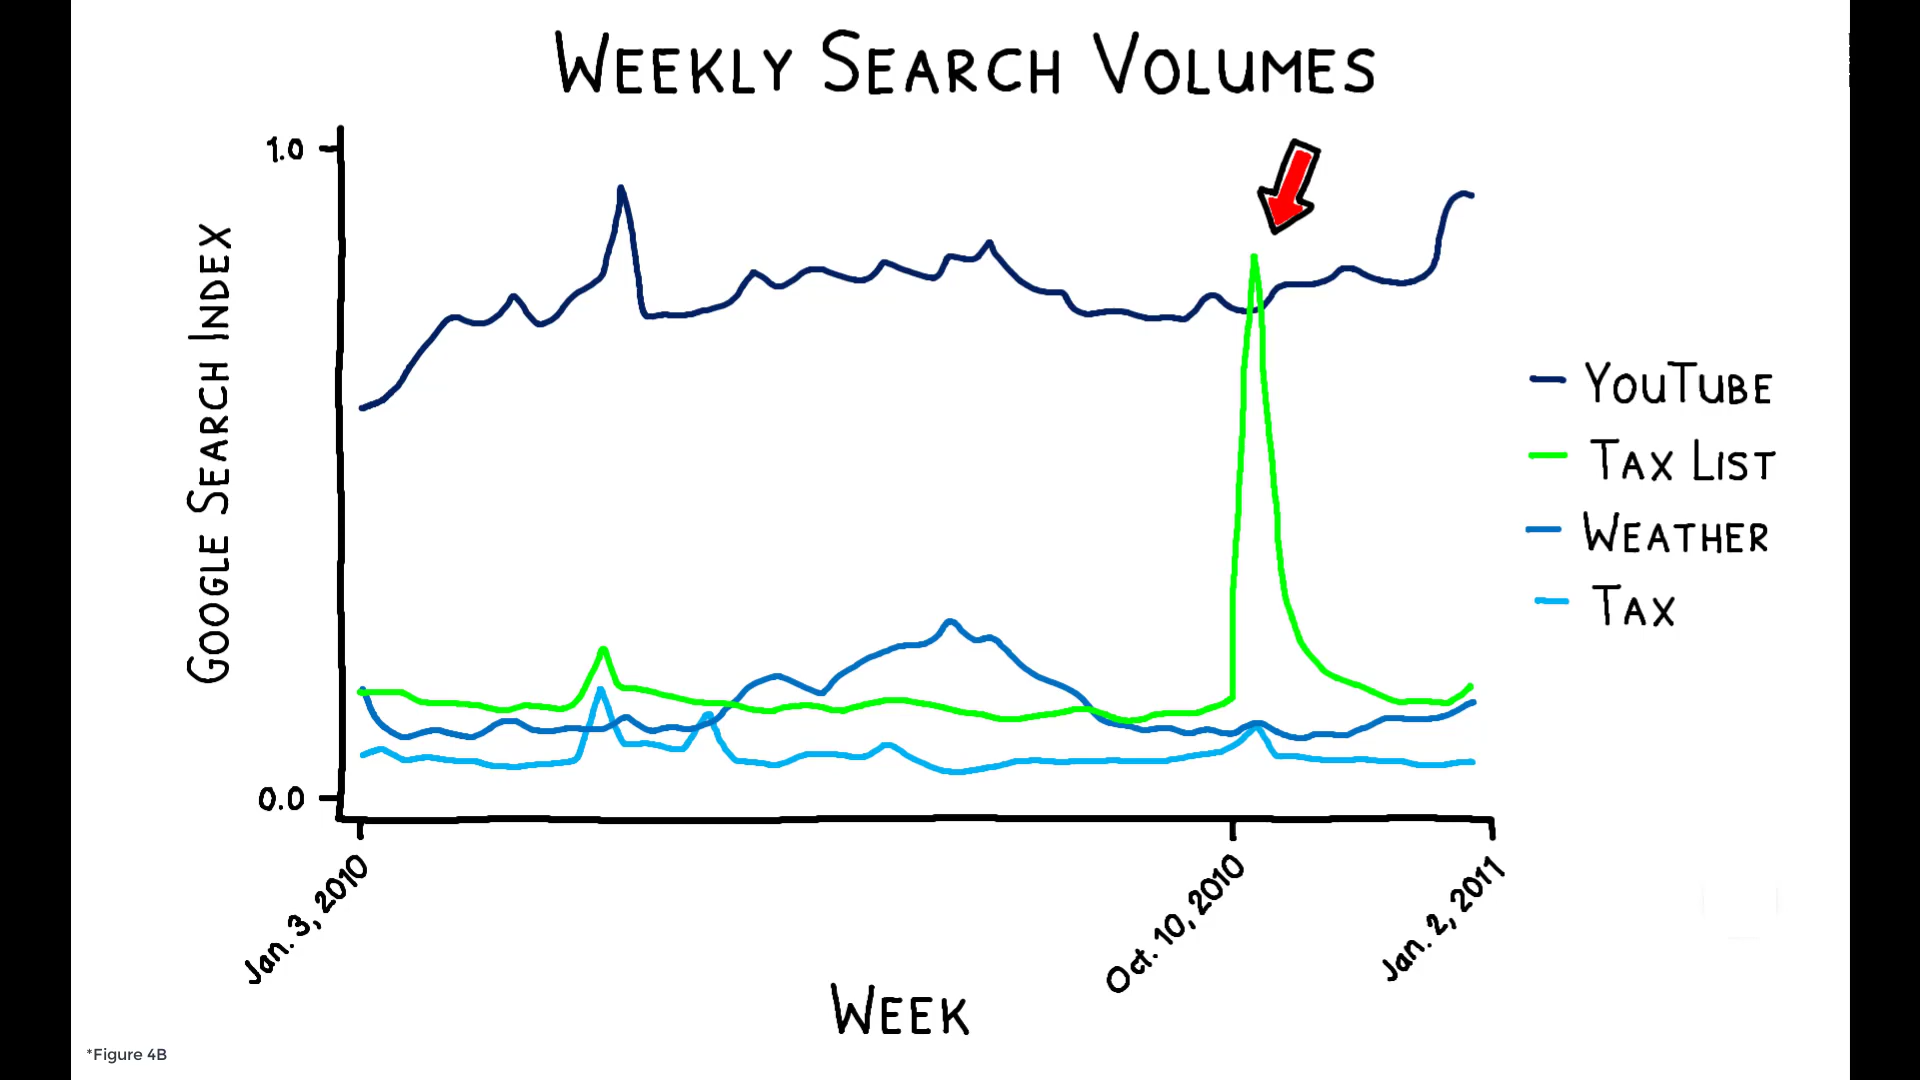 WEEKLY SEARCH VOLUMES
1.0
GOOGLE SEARCH INDEX
YOUTUBE
TAX LIST
WEATHER
TAX
0.0
Jan. 3, 2010
Oct. 10, 2010
Jan. 2, 2011
WEEK
*Figure 4B